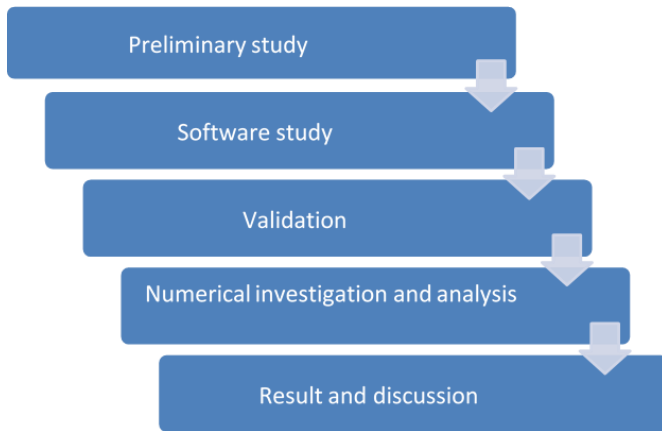 Preliminary study
Software study
Validation
Numerical investigation and analysis
Result and discussion